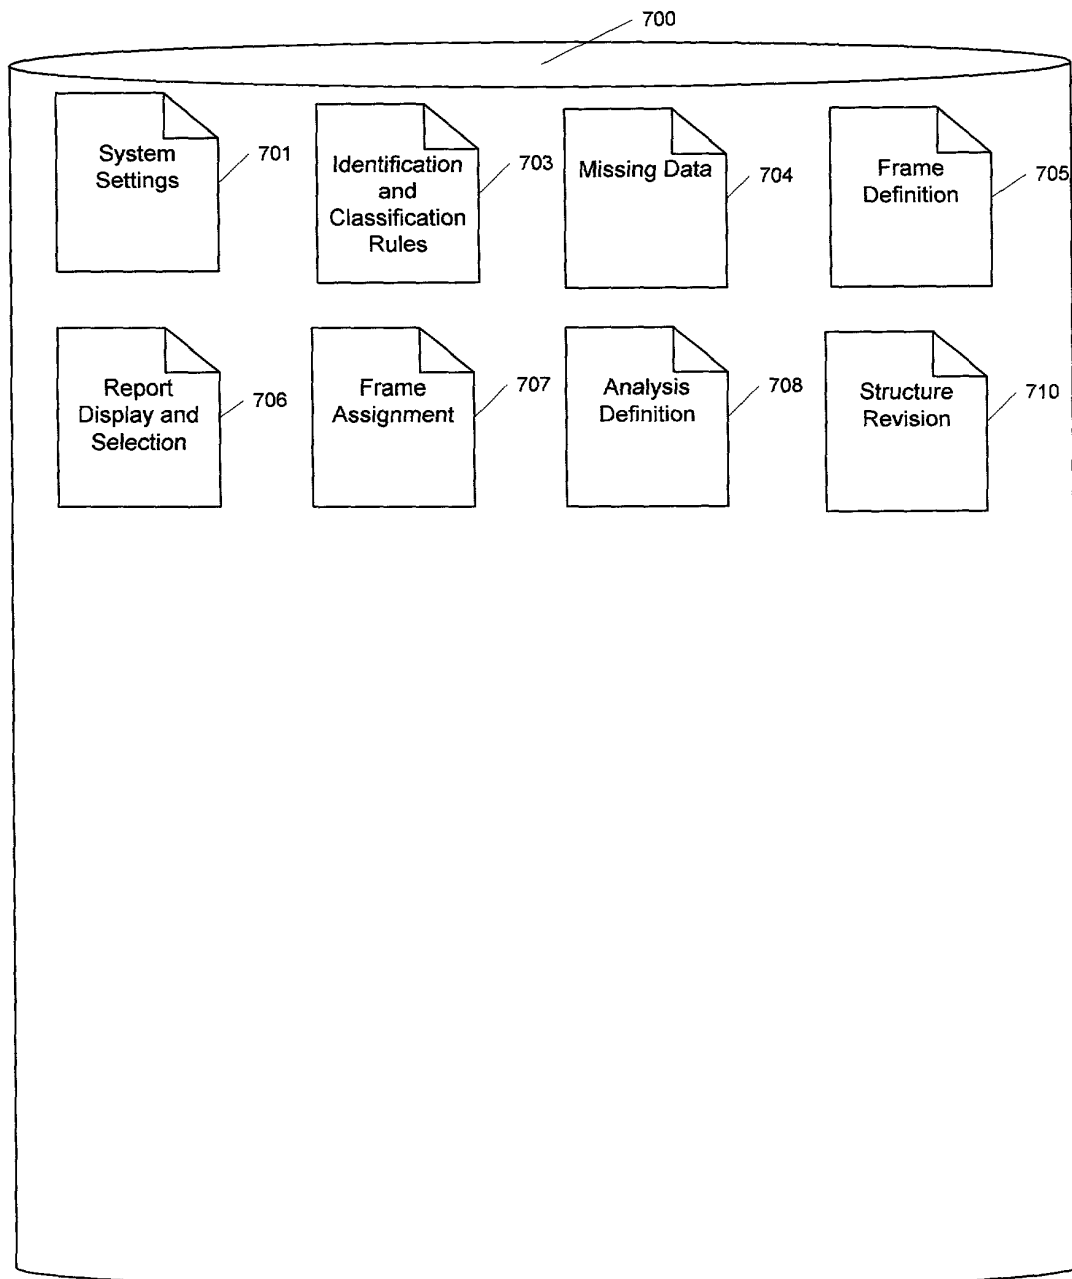 700
System
Settings
701
Identification
and
Classification
Rules
703
Missing Data
704
Frame
Definition
705
Report
Display and
Selection
706
Frame
Assignment
707
Analysis
Definition
708
Structure
Revision
710